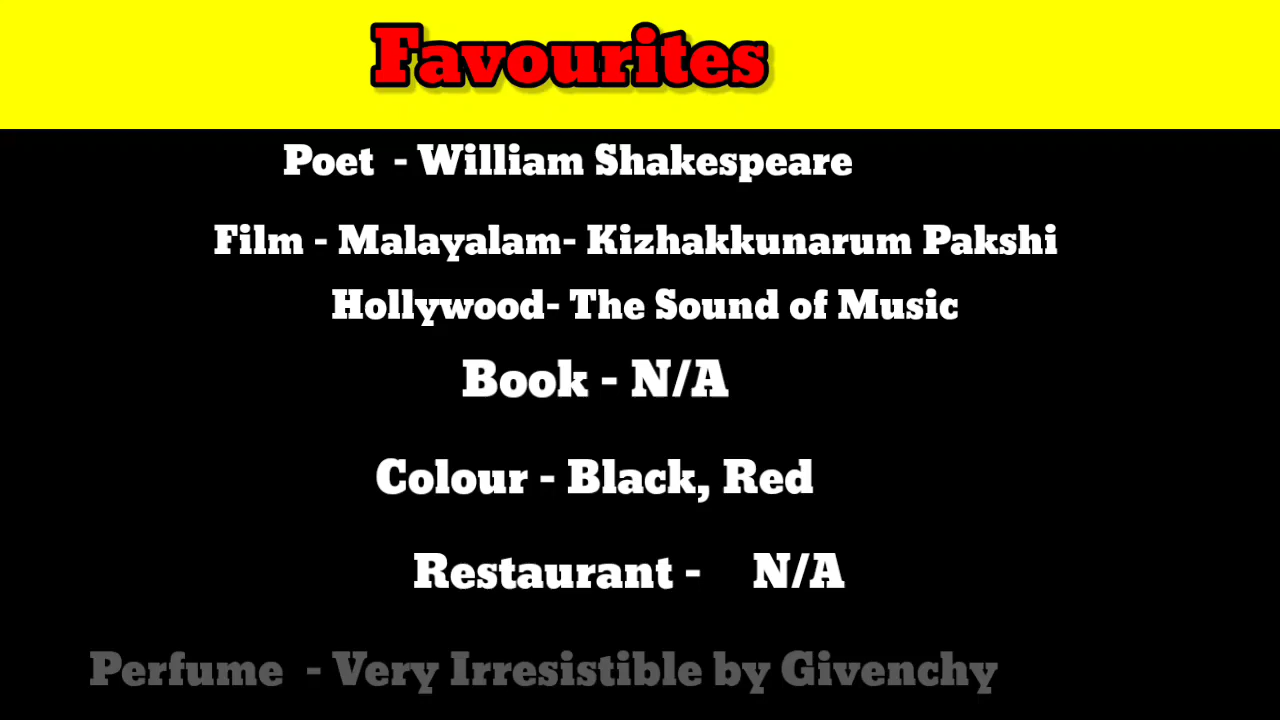 Favourites
Poet - William Shakespeare
Film - Malayalam- Kizhakkunarum Pakshi
Hollywood- The Sound of Music
Book - N/A
Colour - Black, Red
Restaurant - N/A
Perfume - Very Irresistible by Givenchy